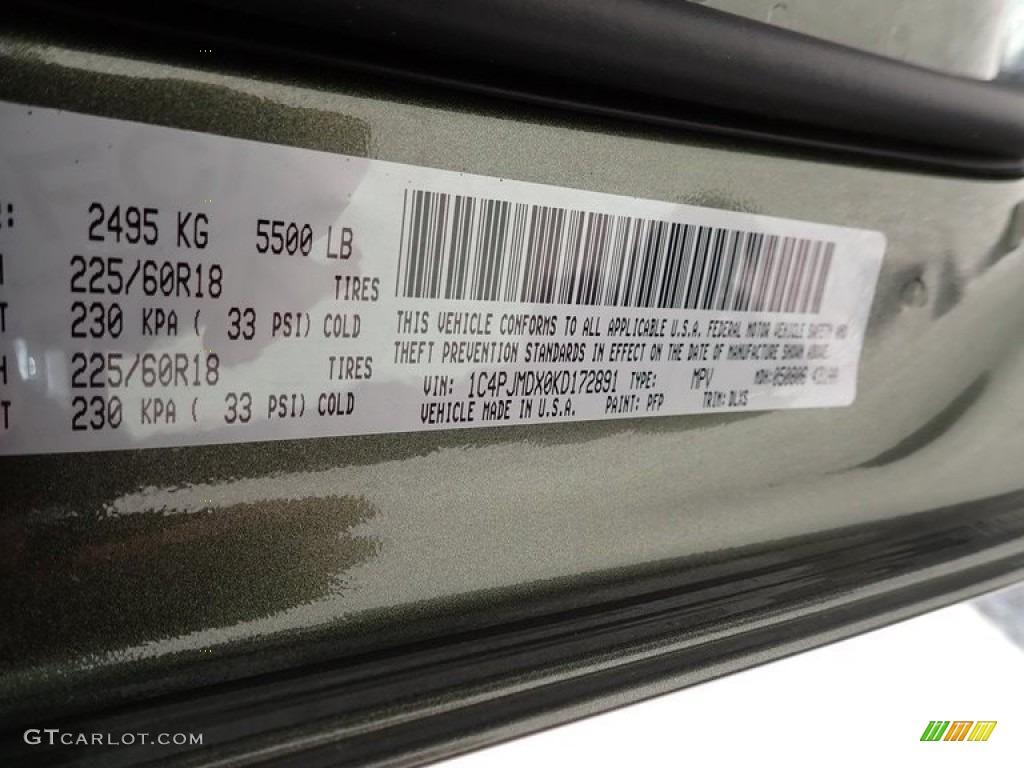 2495 KG 5500 LB
225/60R18 TIRES
230 KPA ( 33 PSI) COLD
225/60R18 TIRES
230 KPA ( 33 PSI) COLD
THIS VEHICLE CONFORMS TO ALL APPLICABLE U.S.A. FEDERAL MOTOR VEHICLE SAFETY AND
THEFT PREVENTION STANDARDS IN EFFECT ON THE DATE OF MANUFACTURE SHOWN ABOVE.
VIN: 1C4PJMDX0KD172891 TYPE: MPV MDH:
VEHICLE MADE IN U.S.A. PAINT: PFP TRIM: DLXS
GTCARLOT.COM